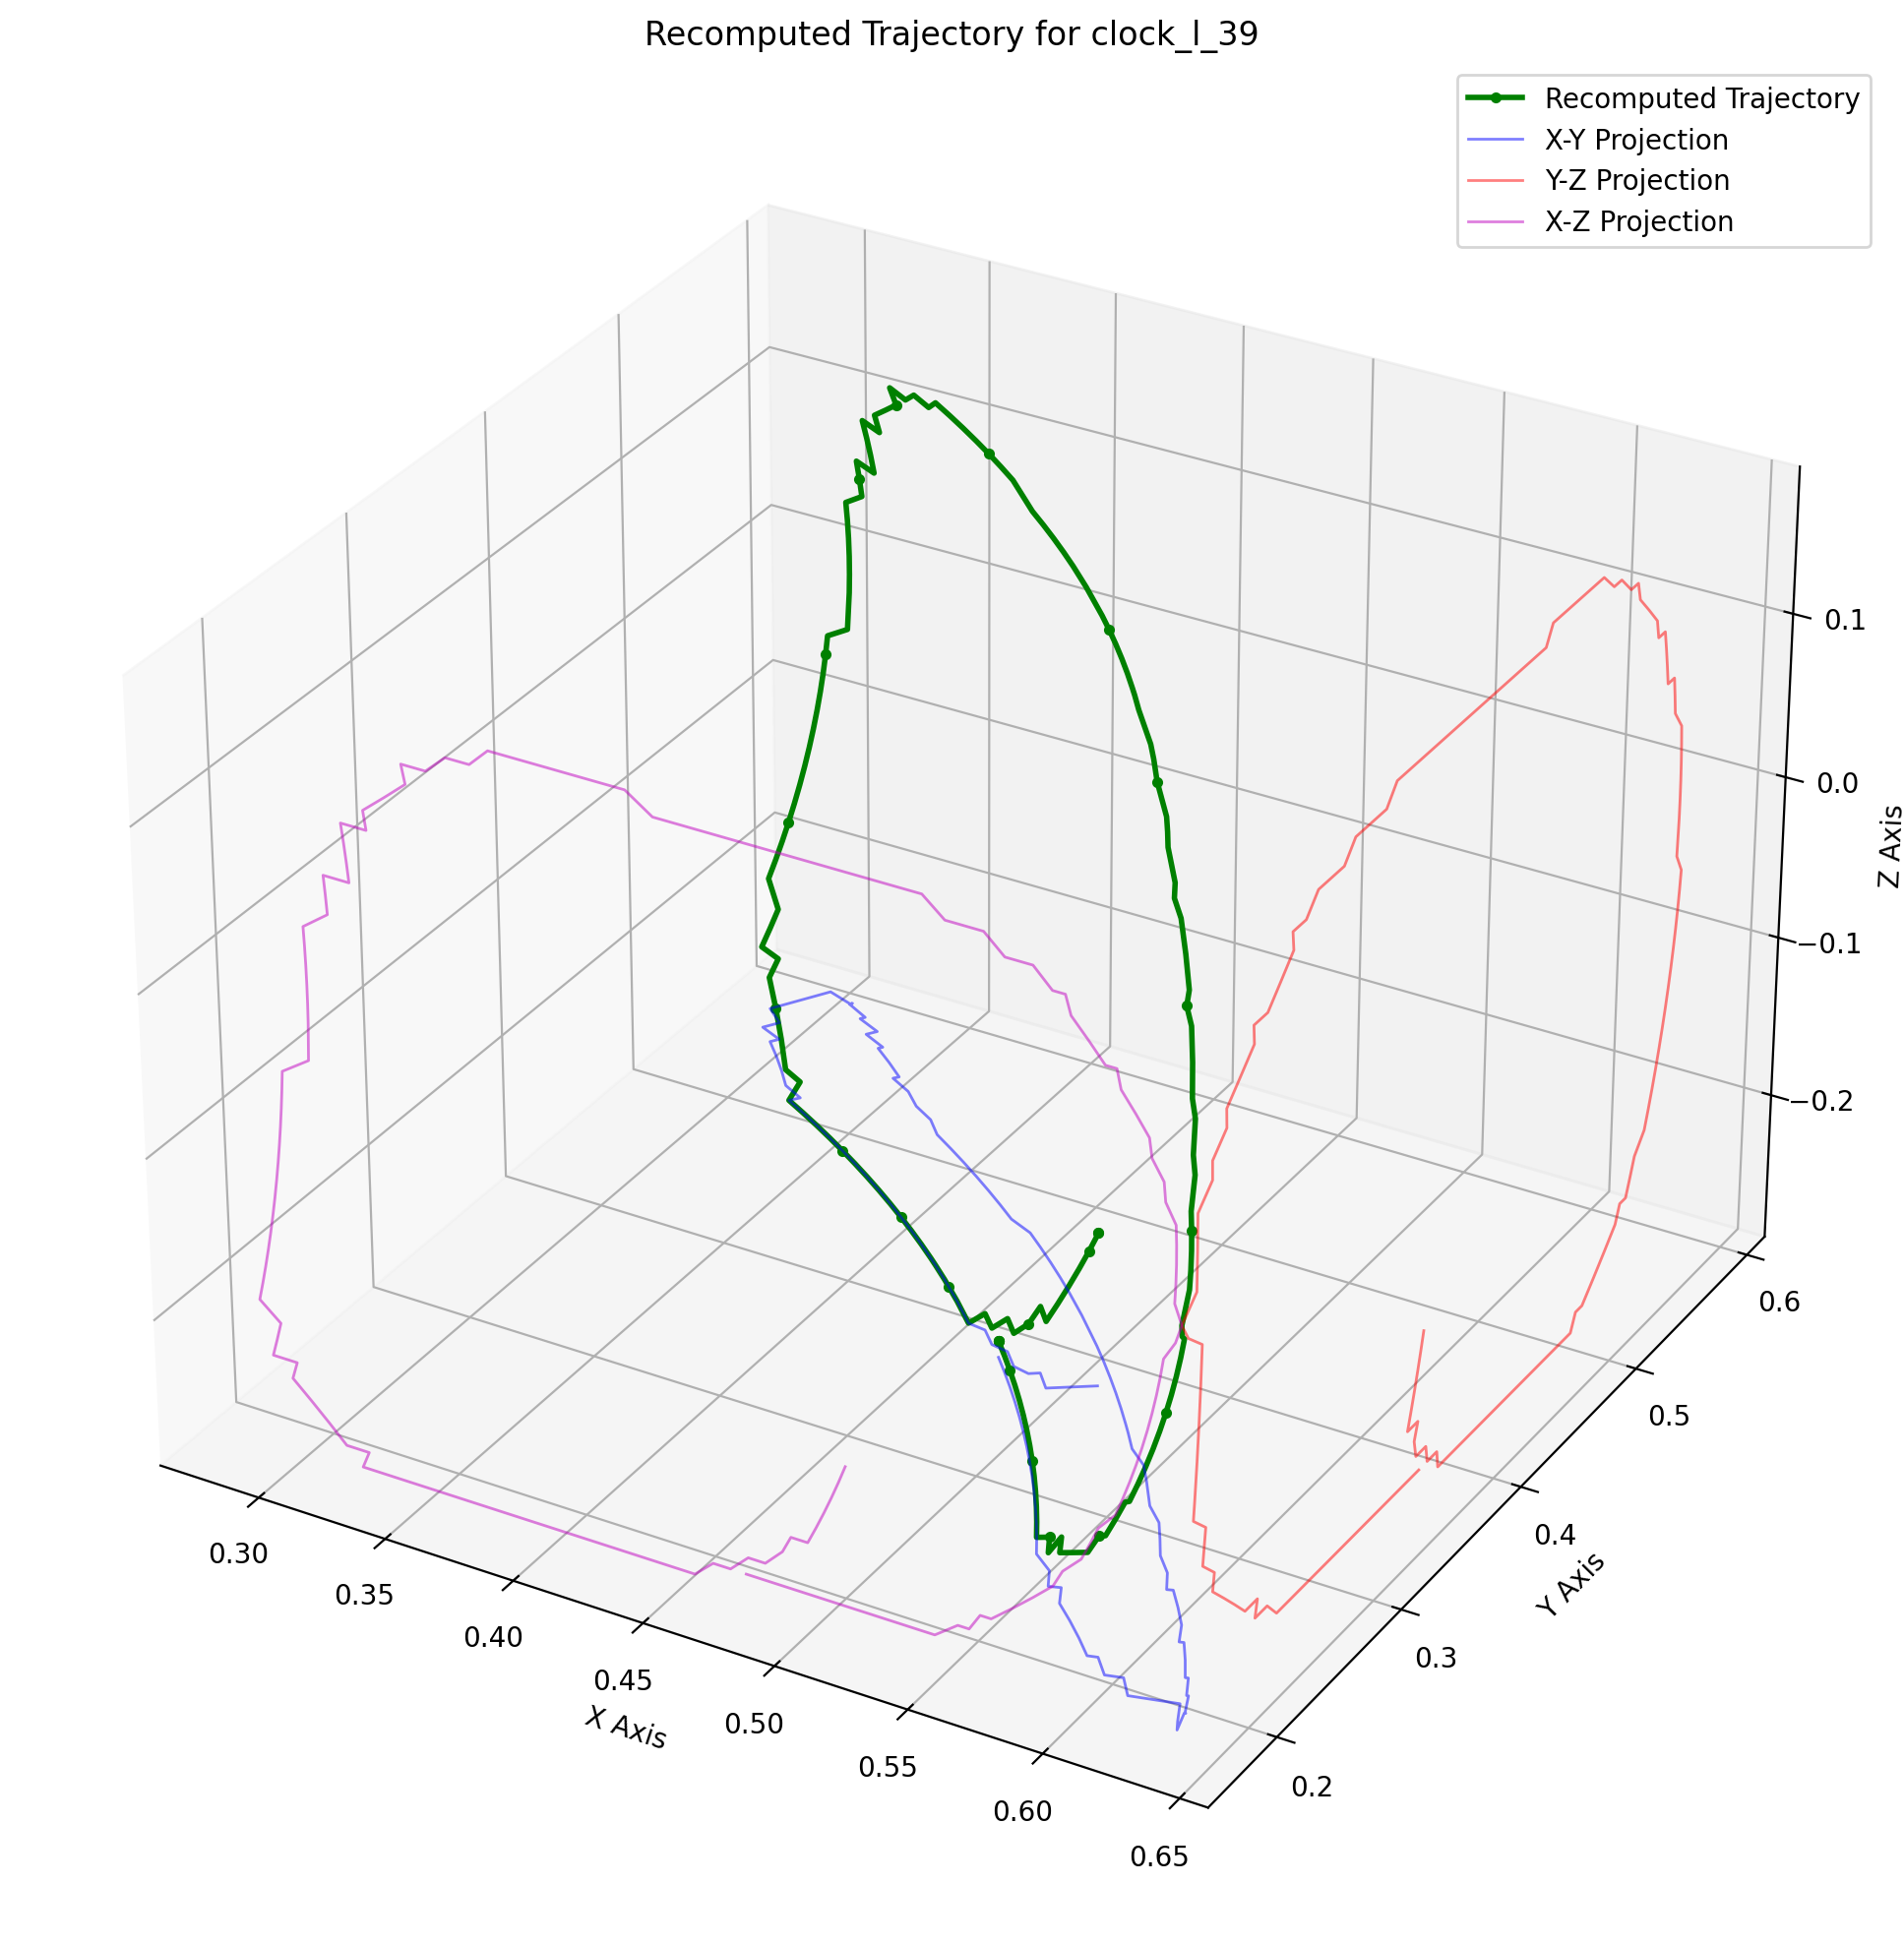 Recomputed Trajectory for clock_l_39
Recomputed Trajectory
X-Y Projection
Y-Z Projection
X-Z Projection
0.1
0.0
−0.1
−0.2
Z Axis
0.6
0.5
0.4
0.3
0.2
Y Axis
0.30
0.35
0.40
0.45
0.50
0.55
0.60
0.65
X Axis